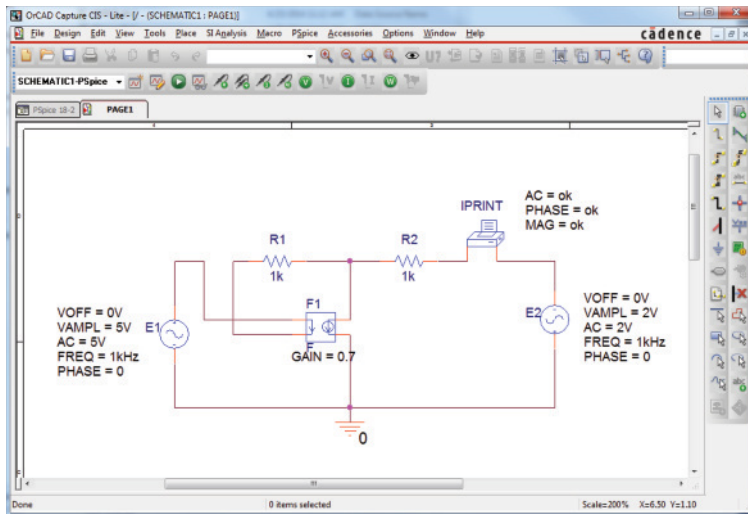 OrCAD Capture CIS - Lite - [/ - (SCHEMATIC1 : PAGE1)]
File Design Edit View Tools Place SI Analysis Macro PSpice Accessories Options Window Help
cādence
U?
SCHEMATIC1-PSpice
PSpice 18-2 PAGE1
AC = ok
PHASE = ok
MAG = ok
IPRINT
R1
1k
R2
1k
F1
F
GAIN = 0.7
VOFF = 0V
VAMPL = 5V
AC = 5V
FREQ = 1kHz
PHASE = 0
E1
E2
VOFF = 0V
VAMPL = 2V
AC = 2V
FREQ = 1kHz
PHASE = 0
0
Done 0 items selected Scale=200% X=6.50 Y=1.10